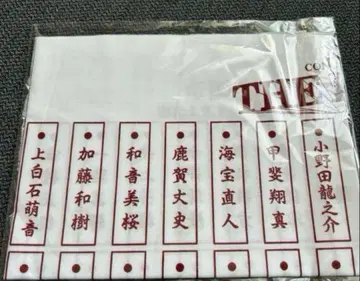 CO
THE
小野田龍之介
甲斐翔真
海宝直人
鹿賀丈史
和音美桜
加藤和樹
上白石萌音